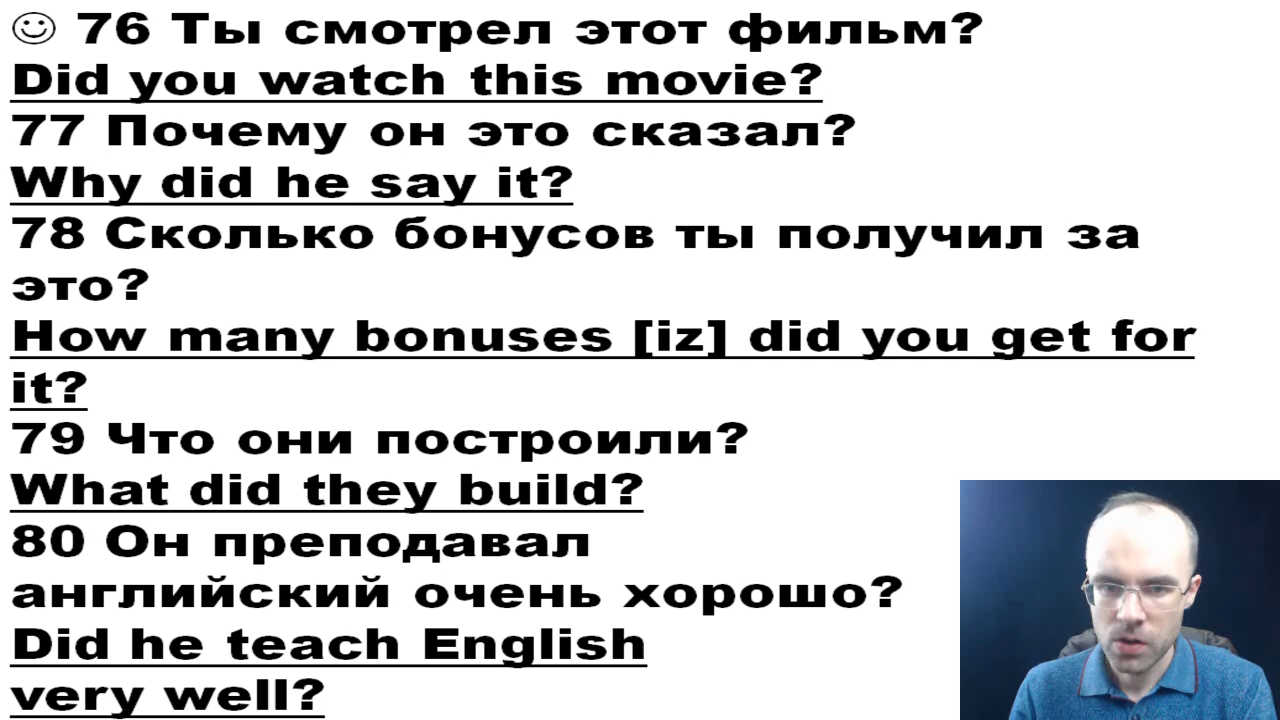 ☺ 76 Ты смотрел этот фильм?
Did you watch this movie?
77 Почему он это сказал?
Why did he say it?
78 Сколько бонусов ты получил за
это?
How many bonuses [iz] did you get for
it?
79 Что они построили?
What did they build?
80 Он преподавал
английский очень хорошо?
Did he teach English
very well?